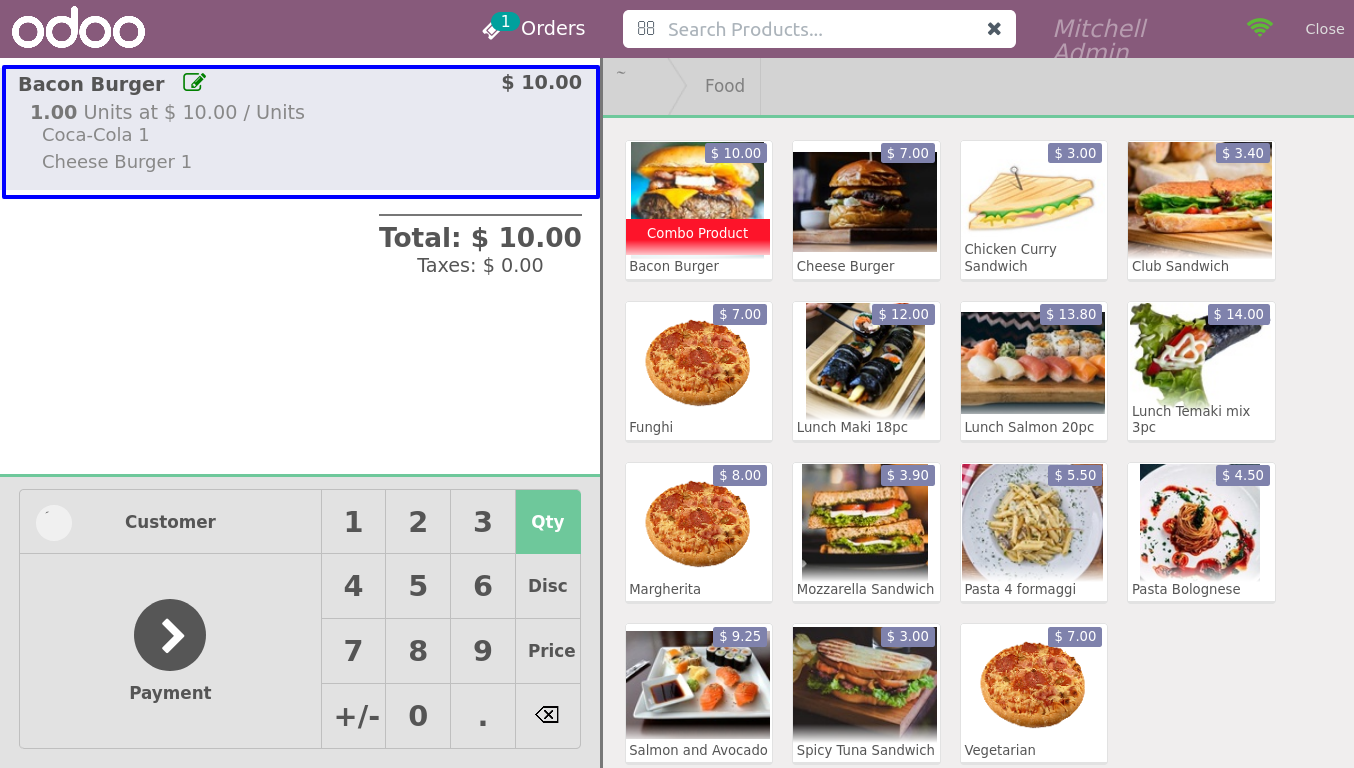 odoo
1 Orders
Search Products...
Mitchell
Admin
Close
Bacon Burger
$ 10.00
1.00 Units at $ 10.00 / Units
Coca-Cola 1
Cheese Burger 1
Total: $ 10.00
Taxes: $ 0.00
Customer
1 2 3 Qty
4 5 6 Disc
7 8 9 Price
+/- 0 .
Payment
~
Food
$ 10.00
Combo Product
Bacon Burger
$ 7.00
Cheese Burger
$ 3.00
Chicken Curry
Sandwich
$ 3.40
Club Sandwich
$ 7.00
Funghi
$ 12.00
Lunch Maki 18pc
$ 13.80
Lunch Salmon 20pc
$ 14.00
Lunch Temaki mix
3pc
$ 8.00
Margherita
$ 3.90
Mozzarella Sandwich
$ 5.50
Pasta 4 formaggi
$ 4.50
Pasta Bolognese
$ 9.25
Salmon and Avocado
$ 3.00
Spicy Tuna Sandwich
$ 7.00
Vegetarian